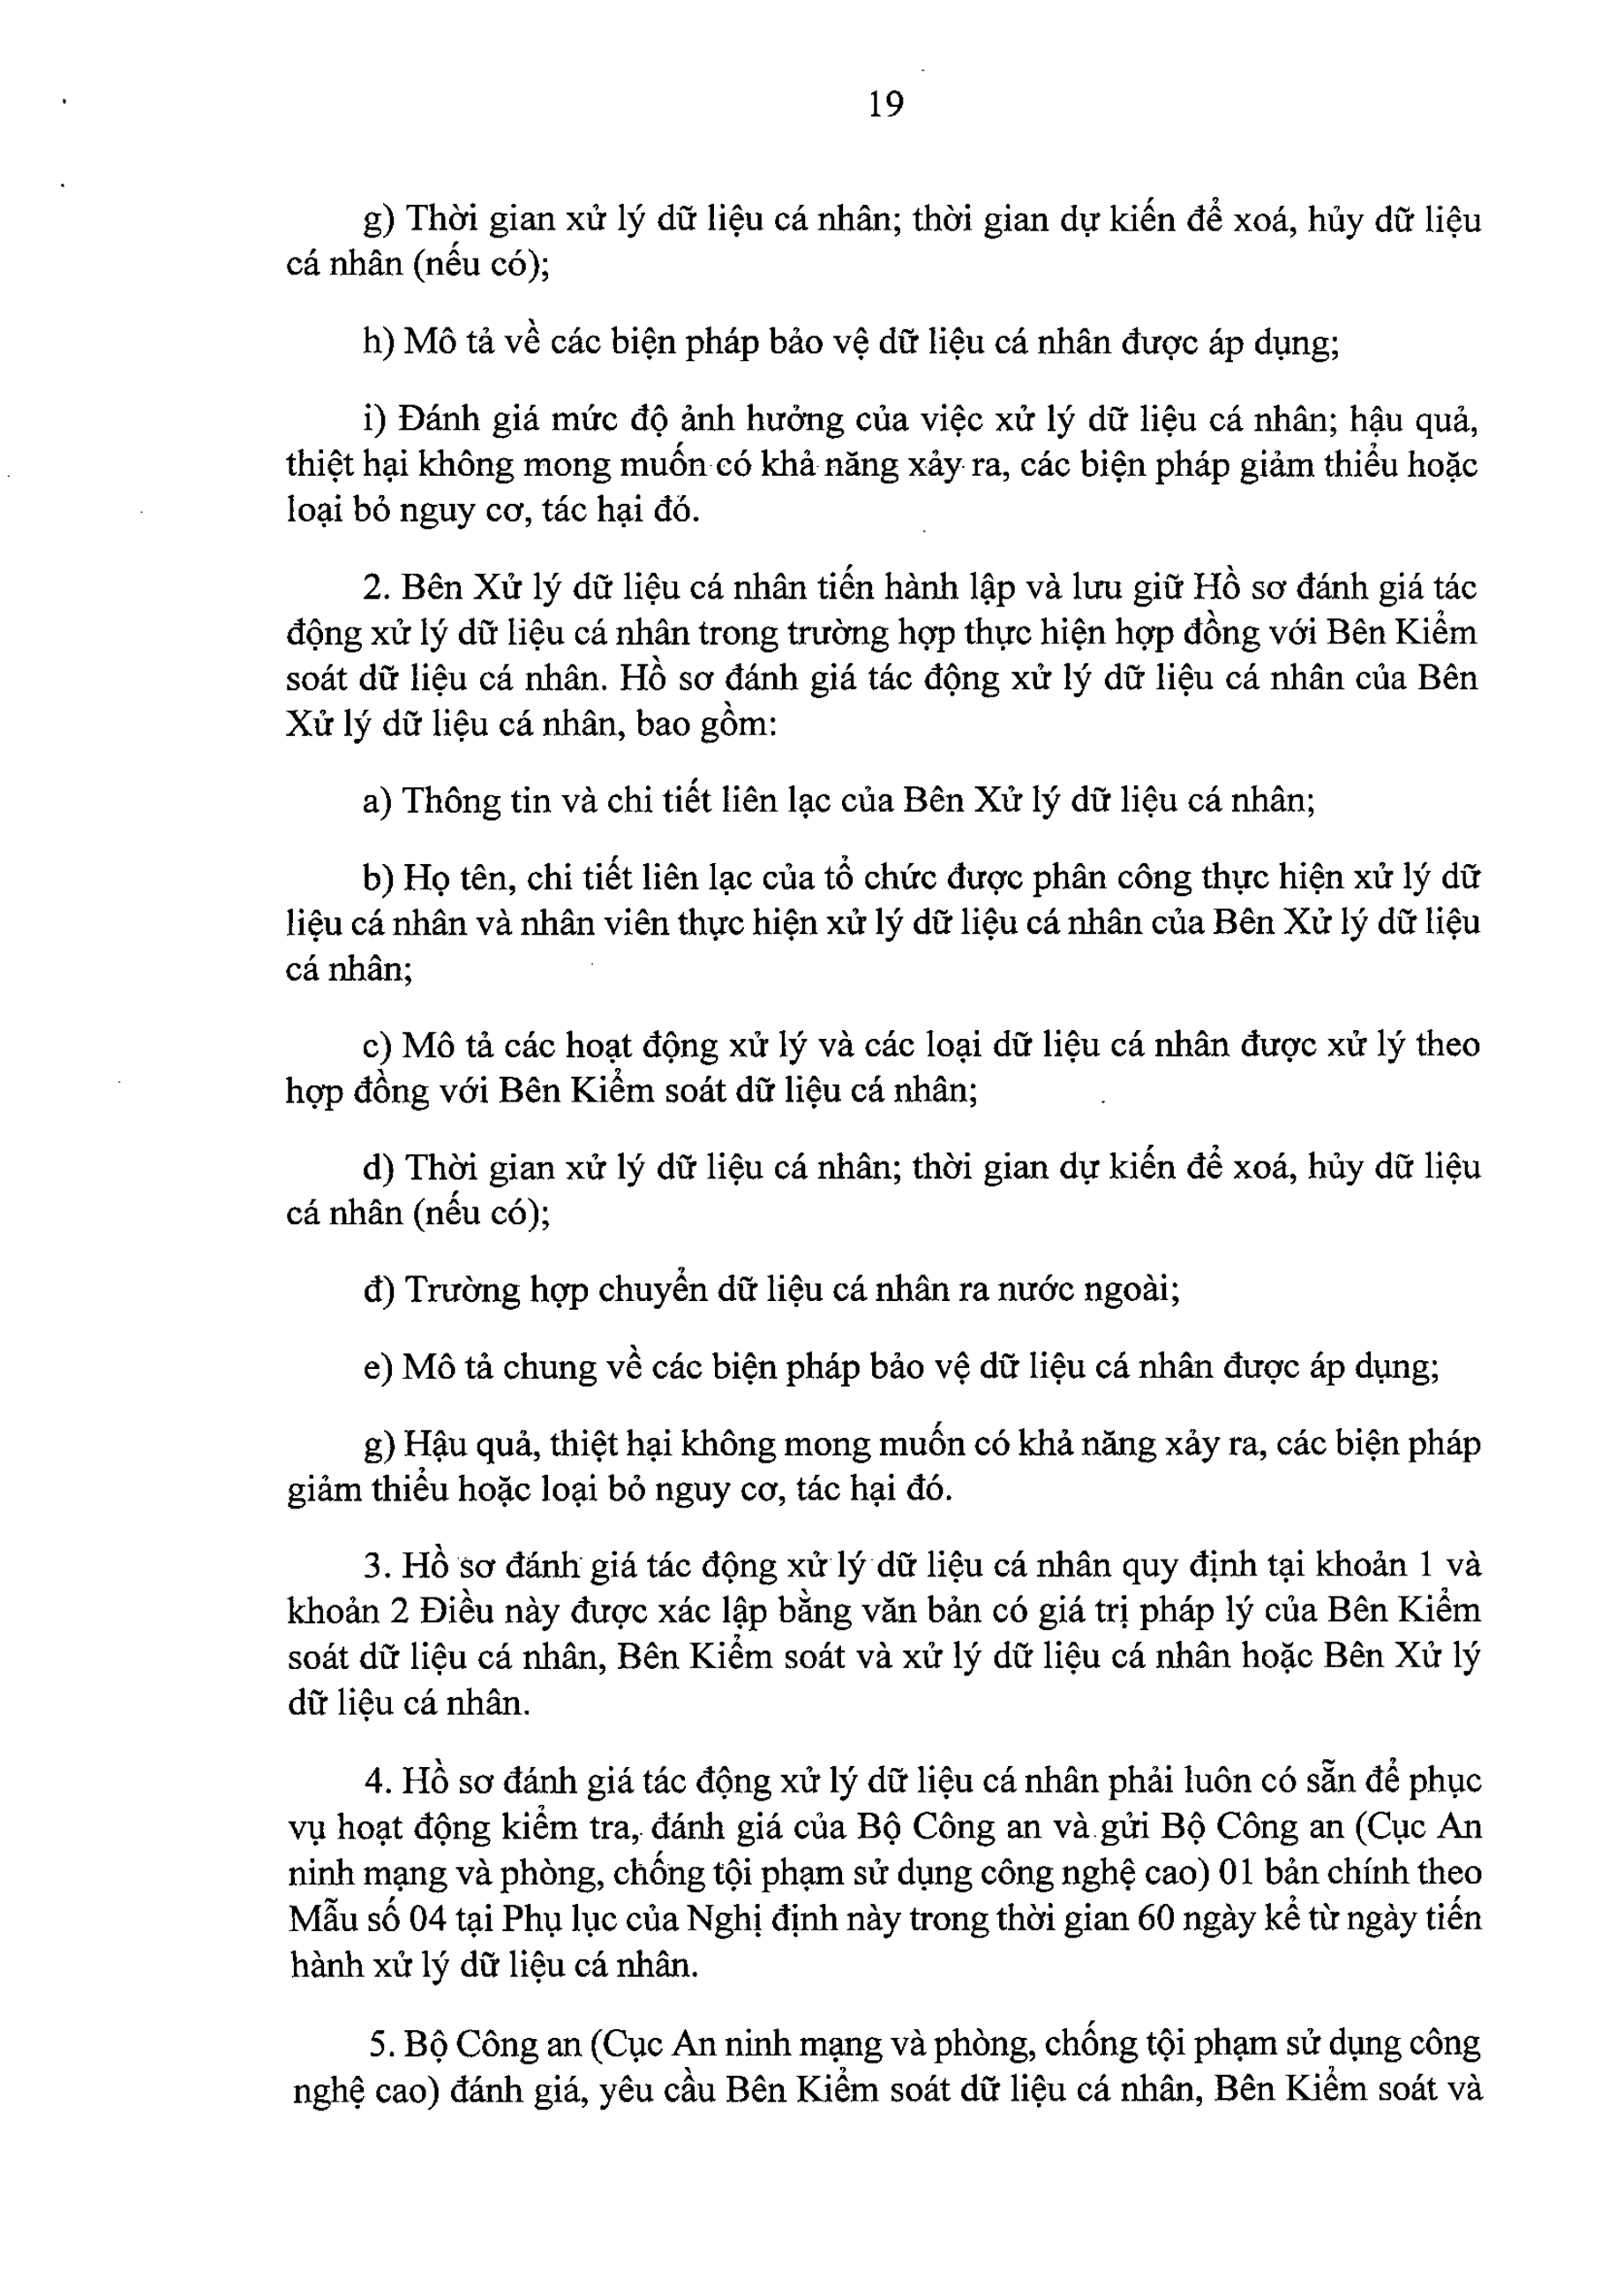 19
g) Thời gian xử lý dữ liệu cá nhân; thời gian dự kiến để xoá, hủy dữ liệu
cá nhân (nếu có);
h) Mô tả về các biện pháp bảo vệ dữ liệu cá nhân được áp dụng;
i) Đánh giá mức độ ảnh hưởng của việc xử lý dữ liệu cá nhân; hậu quả,
thiệt hại không mong muốn có khả năng xảy ra, các biện pháp giảm thiểu hoặc
loại bỏ nguy cơ, tác hại đó.
2. Bên Xử lý dữ liệu cá nhân tiến hành lập và lưu giữ Hồ sơ đánh giá tác
động xử lý dữ liệu cá nhân trong trường hợp thực hiện hợp đồng với Bên Kiểm
soát dữ liệu cá nhân. Hồ sơ đánh giá tác động xử lý dữ liệu cá nhân của Bên
Xử lý dữ liệu cá nhân, bao gồm:
a) Thông tin và chi tiết liên lạc của Bên Xử lý dữ liệu cá nhân;
b) Họ tên, chi tiết liên lạc của tổ chức được phân công thực hiện xử lý dữ
liệu cá nhân và nhân viên thực hiện xử lý dữ liệu cá nhân của Bên Xử lý dữ liệu
cá nhân;
c) Mô tả các hoạt động xử lý và các loại dữ liệu cá nhân được xử lý theo
hợp đồng với Bên Kiểm soát dữ liệu cá nhân;
d) Thời gian xử lý dữ liệu cá nhân; thời gian dự kiến để xoá, hủy dữ liệu
cá nhân (nếu có);
đ) Trường hợp chuyển dữ liệu cá nhân ra nước ngoài;
e) Mô tả chung về các biện pháp bảo vệ dữ liệu cá nhân được áp dụng;
g) Hậu quả, thiệt hại không mong muốn có khả năng xảy ra, các biện pháp
giảm thiểu hoặc loại bỏ nguy cơ, tác hại đó.
3. Hồ sơ đánh giá tác động xử lý dữ liệu cá nhân quy định tại khoản 1 và
khoản 2 Điều này được xác lập bằng văn bản có giá trị pháp lý của Bên Kiểm
soát dữ liệu cá nhân, Bên Kiểm soát và xử lý dữ liệu cá nhân hoặc Bên Xử lý
dữ liệu cá nhân.
4. Hồ sơ đánh giá tác động xử lý dữ liệu cá nhân phải luôn có sẵn để phục
vụ hoạt động kiểm tra, đánh giá của Bộ Công an và gửi Bộ Công an (Cục An
ninh mạng và phòng, chống tội phạm sử dụng công nghệ cao) 01 bản chính theo
Mẫu số 04 tại Phụ lục của Nghị định này trong thời gian 60 ngày kể từ ngày tiến
hành xử lý dữ liệu cá nhân.
5. Bộ Công an (Cục An ninh mạng và phòng, chống tội phạm sử dụng công
nghệ cao) đánh giá, yêu cầu Bên Kiểm soát dữ liệu cá nhân, Bên Kiểm soát và